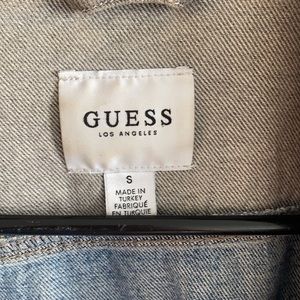 GUESS
LOS ANGELES
S
MADE IN
TURKEY
FABRIQUÉ
EN TURQUIE